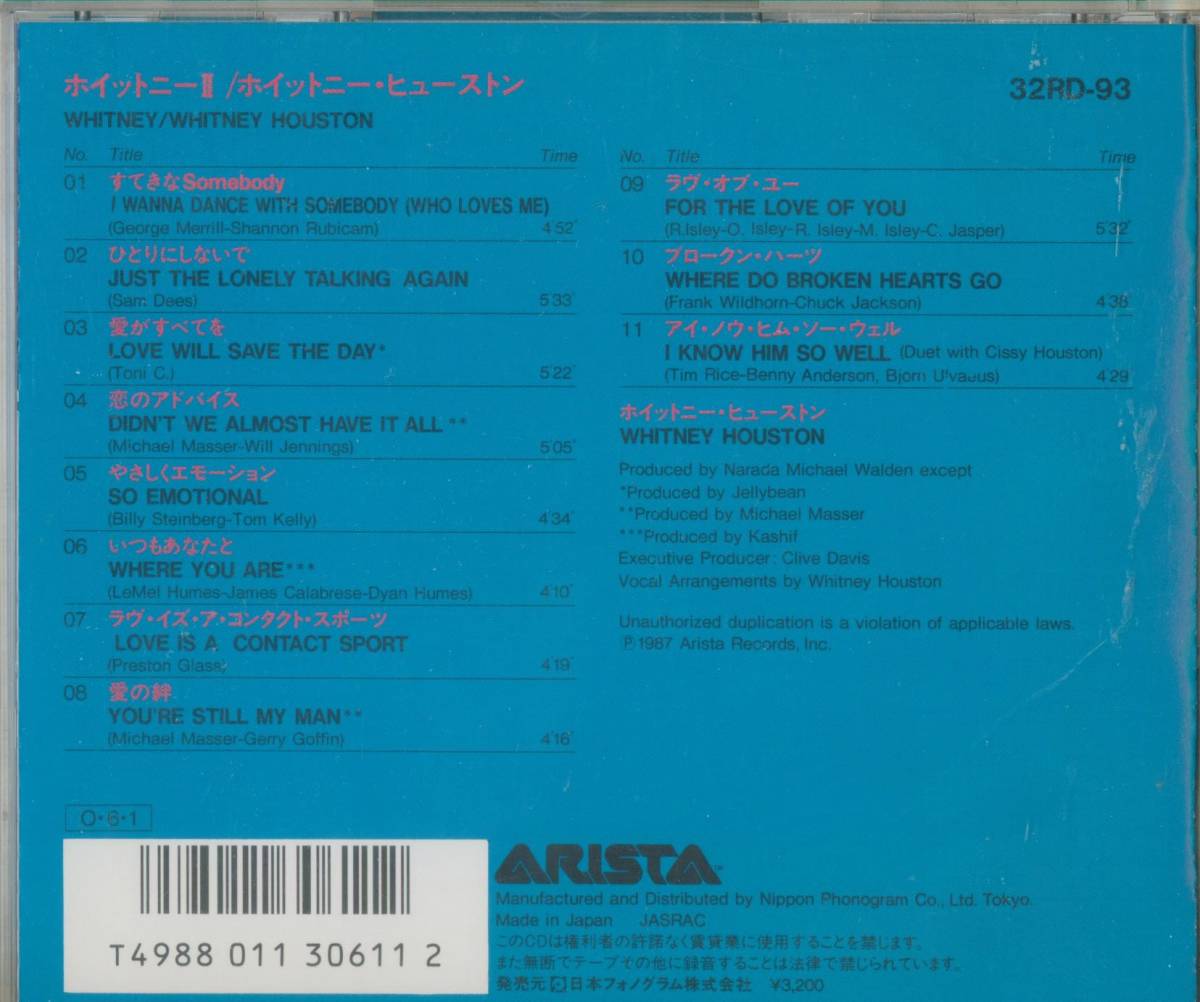 ホイットニーⅡ/ホイットニー・ヒューストン
WHITNEY/WHITNEY HOUSTON
32RD-93
No. Title Time
01 すてきなSomebody
I WANNA DANCE WITH SOMEBODY (WHO LOVES ME)
(George Merrill-Shannon Rubicam) 4'52"
02 ひとりにしないで
JUST THE LONELY TALKING AGAIN
(Sam Dees) 5'33"
03 愛がすべてを
LOVE WILL SAVE THE DAY*
(Toni C.) 5'22"
04 恋のアドバイス
DIDN'T WE ALMOST HAVE IT ALL**
(Michael Masser-Will Jennings) 5'05"
05 やさしくエモーション
SO EMOTIONAL
(Billy Steinberg-Tom Kelly) 4'34"
06 いつもあなたと
WHERE YOU ARE***
(LeMel Humes-James Calabrese-Dyan Humes) 4'10"
07 ラヴ・イズ・ア・コンタクト・スポーツ
LOVE IS A CONTACT SPORT
(Preston Glass) 4'19"
08 愛の絆
YOU'RE STILL MY MAN**
(Michael Masser-Gerry Goffin) 4'16"
No. Title Time
09 ラヴ・オブ・ユー
FOR THE LOVE OF YOU
(R.Isley-O. Isley-R. Isley-M. Isley-C. Jasper) 5'32"
10 ブロークン・ハーツ
WHERE DO BROKEN HEARTS GO
(Frank Wildhorn-Chuck Jackson) 4'38"
11 アイ・ノウ・ヒム・ソー・ウェル
I KNOW HIM SO WELL (Duet with Cissy Houston)
(Tim Rice-Benny Anderson, Bjorn Ulvaeus) 4'29"
ホイットニー・ヒューストン
WHITNEY HOUSTON
Produced by Narada Michael Walden except
*Produced by Jellybean
**Produced by Michael Masser
***Produced by Kashif
Executive Producer: Clive Davis
Vocal Arrangements by Whitney Houston
Unauthorized duplication is a violation of applicable laws.
Ⓟ1987 Arista Records, Inc.
O・6・1
T4988 011 30611 2
ARISTA™
Manufactured and Distributed by Nippon Phonogram Co., Ltd. Tokyo.
Made in Japan JASRAC
このCDは権利者の許諾なく賃貸業に使用することを禁じます。
また無断でテープその他に録音することは法律で禁じられています。
発売元 日本フォノグラム株式会社 ¥3,200